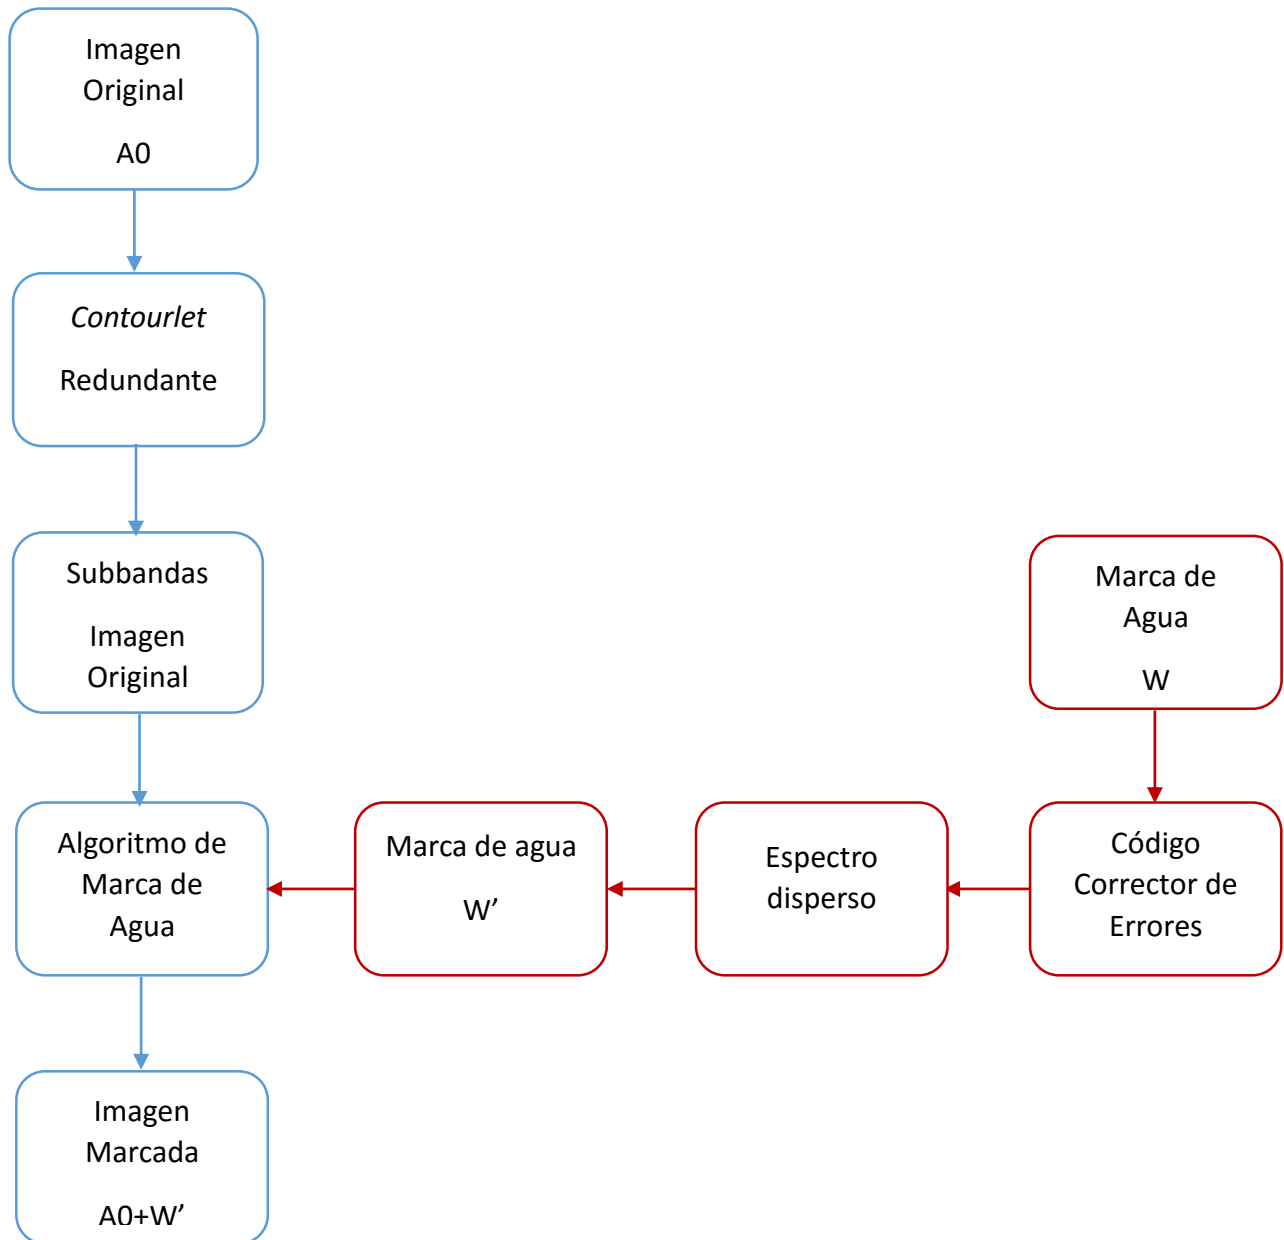 Imagen
Original
A0
Contourlet
Redundante
Subbandas
Imagen
Original
Marca de
Agua
W
Algoritmo de
Marca de
Agua
Marca de agua
W’
Espectro
disperso
Código
Corrector de
Errores
Imagen
Marcada
A0+W’